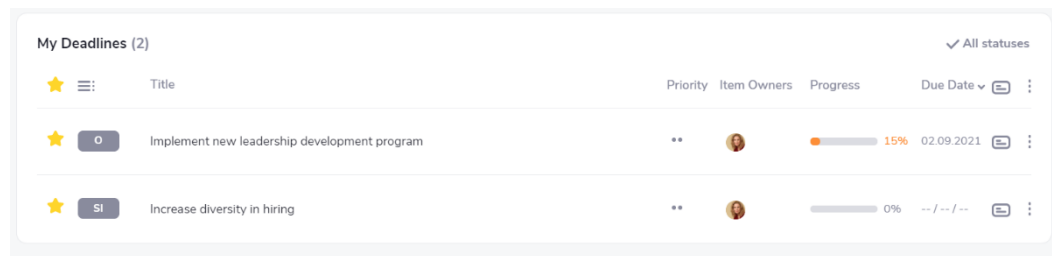 My Deadlines (2)
All statuses
Title Priority Item Owners Progress Due Date
O Implement new leadership development program •• 15% 02.09.2021
SI Increase diversity in hiring •• 0% --/--/--